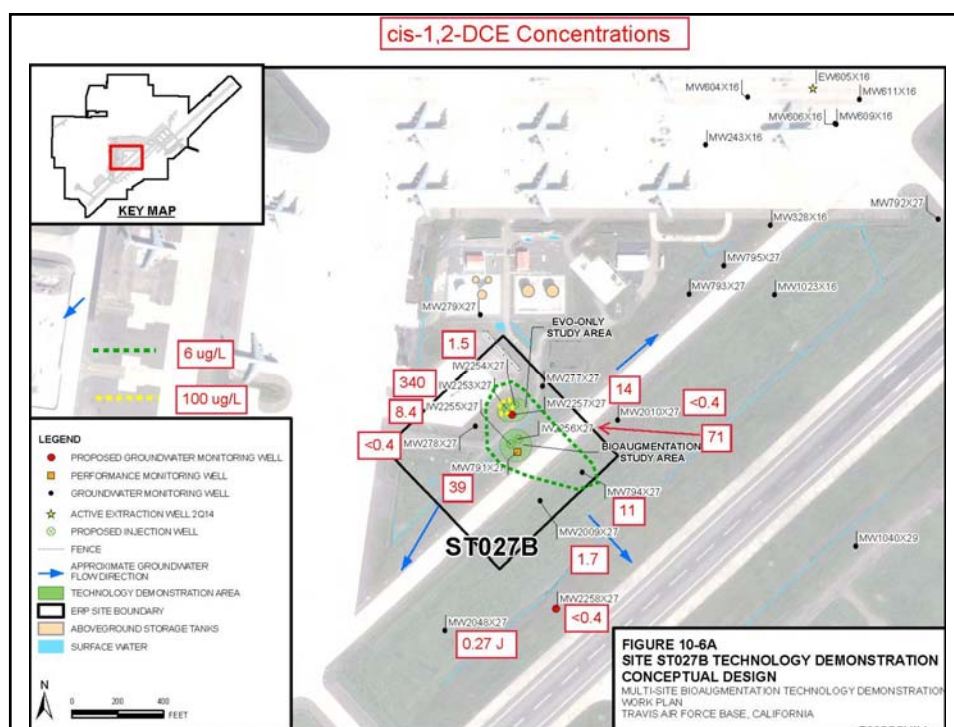 cis-1,2-DCE Concentrations
KEY MAP
EW605X16
MW604X16
MW611X16
MW606X16
MW609X16
MW243X16
MW792X27
MW328X16
MW795X27
MW793X27
MW1023X16
MW279X27
EVO-ONLY
STUDY AREA
1.5
IW2254X27
6 ug/L
340
IW2253X27
MW277X27
14
100 ug/L
8.4
IW2255X27
MW2257X27
MW2010X27
<0.4
IW2256X27
71
<0.4
MW278X27
BIOAUGMENTATION
STUDY AREA
MW791X27
39
MW794X27
11
MW2009X27
ST027B
1.7
MW1040X29
MW2258X27
<0.4
MW2048X27
0.27 J
LEGEND
PROPOSED GROUNDWATER MONITORING WELL
PERFORMANCE MONITORING WELL
GROUNDWATER MONITORING WELL
ACTIVE EXTRACTION WELL 2Q14
PROPOSED INJECTION WELL
FENCE
APPROXIMATE GROUNDWATER
FLOW DIRECTION
TECHNOLOGY DEMONSTRATION AREA
ERP SITE BOUNDARY
ABOVEGROUND STORAGE TANKS
SURFACE WATER
N
0 200 400
FEET
FIGURE 10-6A
SITE ST027B TECHNOLOGY DEMONSTRATION
CONCEPTUAL DESIGN
MULTI-SITE BIOAUGMENTATION TECHNOLOGY DEMONSTRATION
WORK PLAN
TRAVIS AIR FORCE BASE, CALIFORNIA